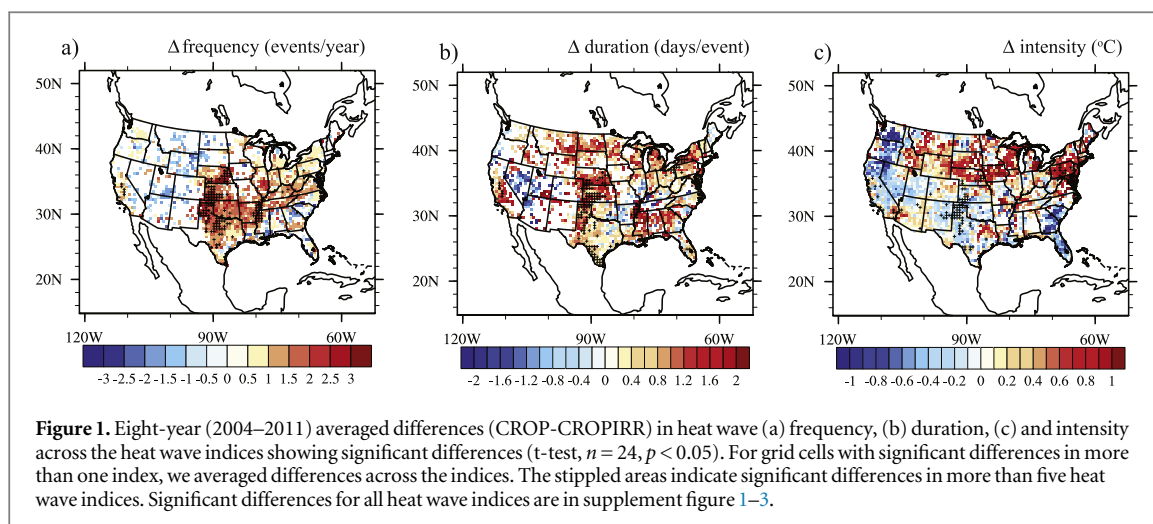 a)
Δ frequency (events/year)
b)
Δ duration (days/event)
c)
Δ intensity (°C)
50N
40N
30N
20N
120W 90W 60W
-3 -2.5 -2 -1.5 -1 -0.5 0 0.5 1 1.5 2 2.5 3
50N
40N
30N
20N
120W 90W 60W
-2 -1.6 -1.2 -0.8 -0.4 0 0.4 0.8 1.2 1.6 2
50N
40N
30N
20N
120W 90W 60W
-1 -0.8 -0.6 -0.4 -0.2 0 0.2 0.4 0.6 0.8 1
Figure 1. Eight-year (2004–2011) averaged differences (CROP-CROPIRR) in heat wave (a) frequency, (b) duration, (c) and intensity
across the heat wave indices showing significant differences (t-test, n = 24, p < 0.05). For grid cells with significant differences in more
than one index, we averaged differences across the indices. The stippled areas indicate significant differences in more than five heat
wave indices. Significant differences for all heat wave indices are in supplement figure 1–3.